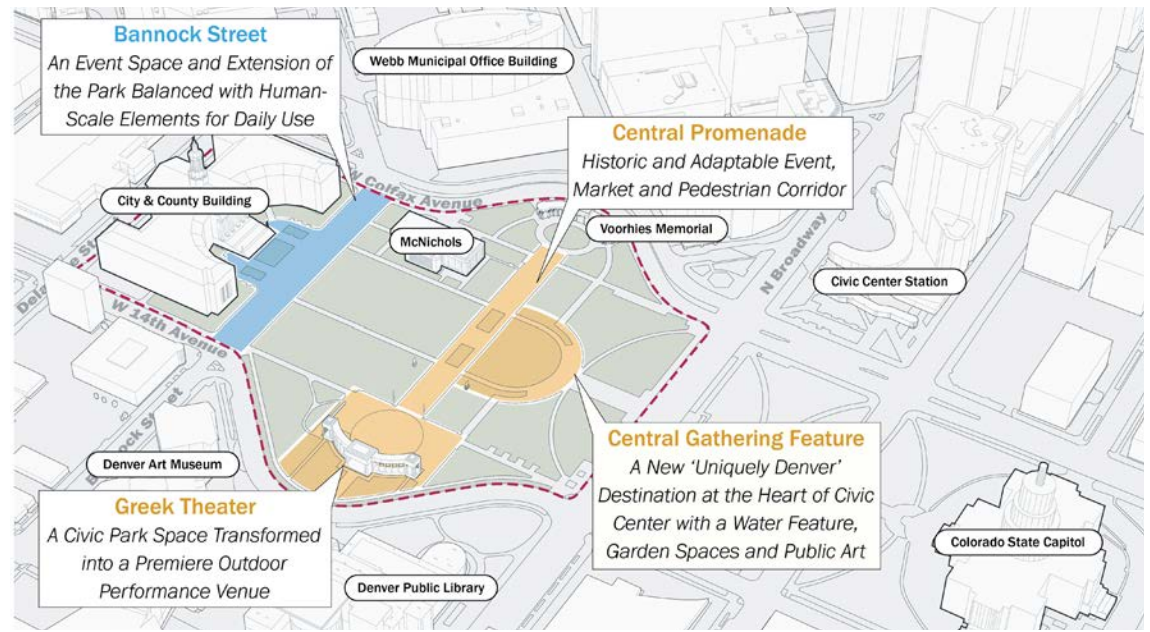 Bannock Street
An Event Space and Extension of
the Park Balanced with Human-
Scale Elements for Daily Use
Webb Municipal Office Building
Central Promenade
Historic and Adaptable Event,
Market and Pedestrian Corridor
City & County Building
W Colfax Avenue
McNichols
Voorhies Memorial
N Broadway
Civic Center Station
W 14th Avenue
Denver Art Museum
Greek Theater
A Civic Park Space Transformed
into a Premiere Outdoor
Performance Venue
Denver Public Library
Central Gathering Feature
A New ‘Uniquely Denver’
Destination at the Heart of Civic
Center with a Water Feature,
Garden Spaces and Public Art
Colorado State Capitol